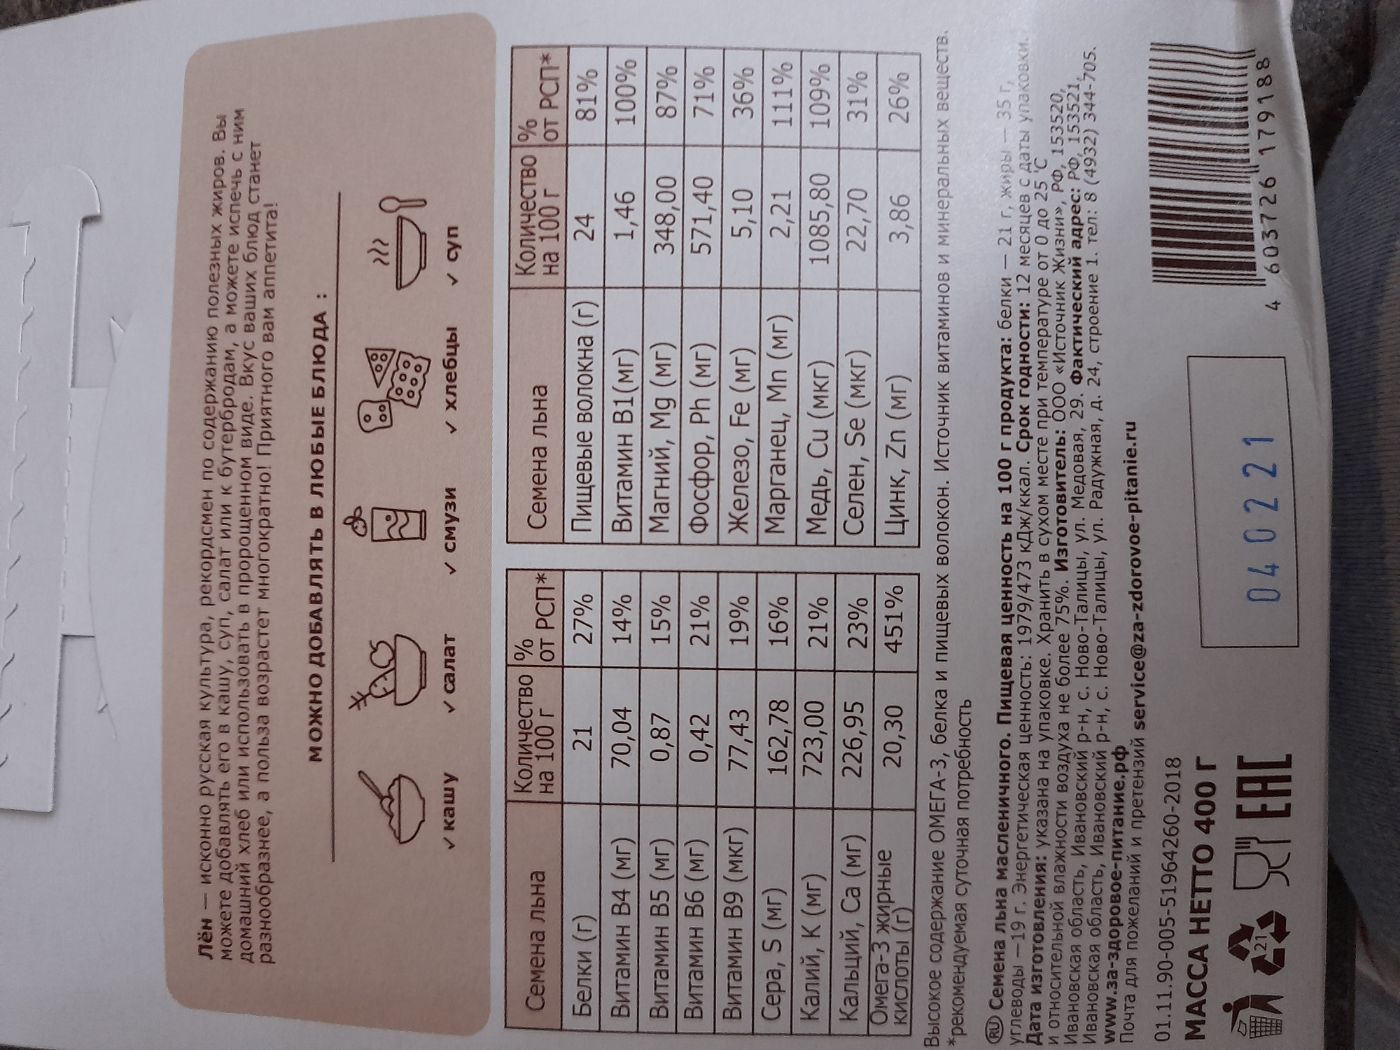 Лён — исконно русская культура, рекордсмен по содержанию полезных жиров. Вы
можете добавлять его в кашу, суп, салат или к бутербродам, а можете испечь с ним
домашний хлеб или использовать в пророщенном виде. Вкус ваших блюд станет
разнообразнее, а польза возрастет многократно! Приятного вам аппетита!
МОЖНО ДОБАВЛЯТЬ В ЛЮБЫЕ БЛЮДА :
✓ кашу ✓ салат ✓ смузи ✓ хлебцы ✓ суп
Семена льна Количество на 100 г % от РСП*
Белки (г) 21 27%
Витамин B4 (мг) 70,04 14%
Витамин B5 (мг) 0,87 15%
Витамин B6 (мг) 0,42 21%
Витамин B9 (мкг) 77,43 19%
Сера, S (мг) 162,78 16%
Калий, K (мг) 723,00 21%
Кальций, Ca (мг) 226,95 23%
Омега-3 жирные кислоты (г) 20,30 451%
Семена льна Количество на 100 г % от РСП*
Пищевые волокна (г) 24 81%
Витамин B1(мг) 1,46 100%
Магний, Mg (мг) 348,00 87%
Фосфор, Ph (мг) 571,40 71%
Железо, Fe (мг) 5,10 36%
Марганец, Mn (мг) 2,21 111%
Медь, Cu (мкг) 1085,80 109%
Селен, Se (мкг) 22,70 31%
Цинк, Zn (мг) 3,86 26%
Высокое содержание ОМЕГА-3, белка и пищевых волокон. Источник витаминов и минеральных веществ.
*рекомендуемая суточная потребность
RU Семена льна масленичного. Пищевая ценность на 100 г продукта: белки — 21 г, жиры — 35 г,
углеводы —19 г. Энергетическая ценность: 1979/473 кДж/ккал. Срок годности: 12 месяцев с даты упаковки.
Дата изготовления: указана на упаковке. Хранить в сухом месте при температуре от 0 до 25 °C
и относительной влажности воздуха не более 75%. Изготовитель: ООО «Источник Жизни», РФ, 153520,
Ивановская область, Ивановский р-н, с. Ново-Талицы, ул. Медовая, 29. Фактический адрес: РФ, 153521,
Ивановская область, Ивановский р-н, с. Ново-Талицы, ул. Радужная, д. 24, строение 1. тел: 8 (4932) 344-705.
www.за-здоровое-питание.рф
Почта для пожеланий и претензий service@za-zdorovoe-pitanie.ru
01.11.90-005-51964260-2018
МАССА НЕТТО 400 Г
21
EAC
040221
4 603726 179188